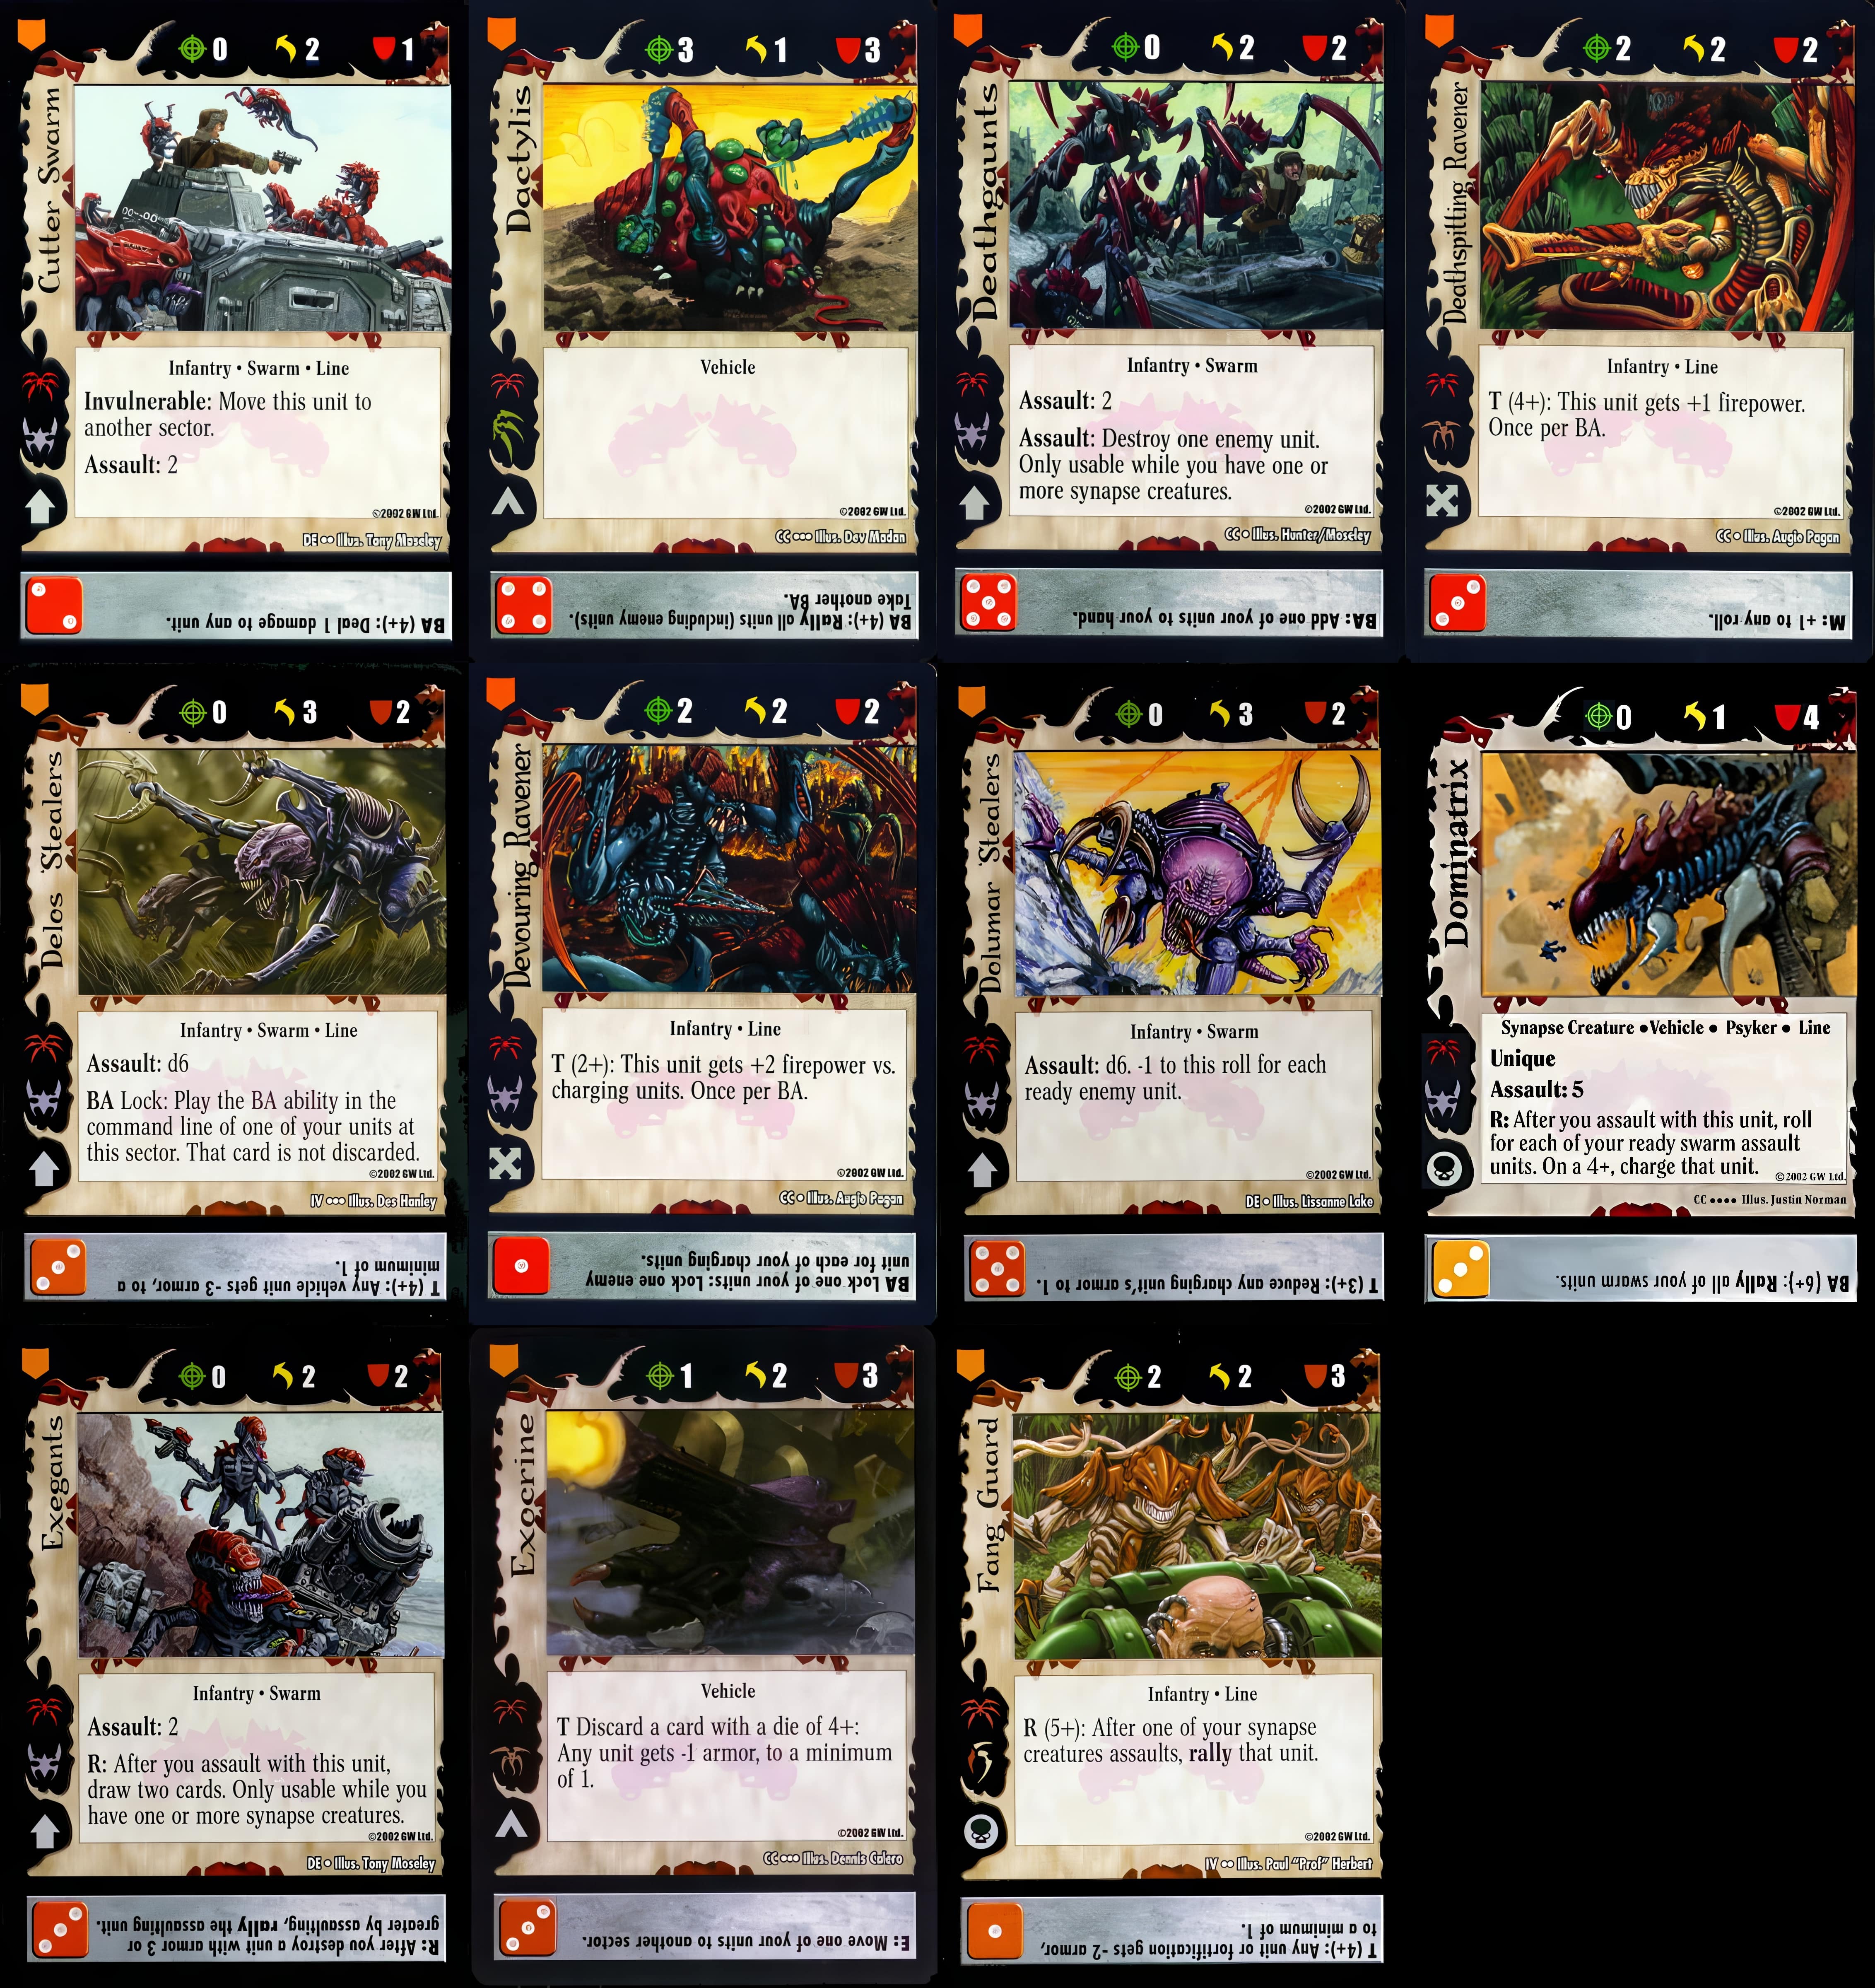 0 2 1
Cutter Swarm
00-00
Infantry • Swarm • Line
Invulnerable: Move this unit to
another sector.
Assault: 2
©2002 GW Ltd.
DE •• Illus. Tony Moseley
BA (4+): Deal 1 damage to any unit.
3 1 3
Dactylis
Vehicle
©2002 GW Ltd.
CC ••• Illus. Dev Madan
BA (4+): Rally all units (including enemy units).
Take another BA.
0 2 2
Deathgaunts
Infantry • Swarm
Assault: 2
Assault: Destroy one enemy unit.
Only usable while you have one or
more synapse creatures.
©2002 GW Ltd.
CC • Illus. Hunter/Moseley
BA: Add one of your units to your hand.
2 2 2
Deathspitting Ravener
Infantry • Line
T (4+): This unit gets +1 firepower.
Once per BA.
©2002 GW Ltd.
CC • Illus. Augie Pagan
M: +1 to any roll.
0 3 2
Delos 'Stealers
Infantry • Swarm • Line
Assault: d6
BA Lock: Play the BA ability in the
command line of one of your units at
this sector. That card is not discarded.
©2002 GW Ltd.
IV ••• Illus. Des Hanley
T (4+): Any vehicle unit gets -3 armor, to a
minimum of 1.
2 2 2
Devouring Ravener
Infantry • Line
T (2+): This unit gets +2 firepower vs.
charging units. Once per BA.
©2002 GW Ltd.
CC • Illus. Augie Pagan
BA Lock one of your units: Lock one enemy
unit for each of your charging units.
0 3 2
Dolumar 'Stealers
Infantry • Swarm
Assault: d6. -1 to this roll for each
ready enemy unit.
©2002 GW Ltd.
DE • Illus. Lissanne Lake
T (3+): Reduce any charging unit's armor to 1.
0 1 4
Dominatrix
Synapse Creature • Vehicle • Psyker • Line
Unique
Assault: 5
R: After you assault with this unit, roll
for each of your ready swarm assault
units. On a 4+, charge that unit.
©2002 GW Ltd.
CC •••• Illus. Justin Norman
BA (6+): Rally all of your swarm units.
0 2 2
Exegants
Infantry • Swarm
Assault: 2
R: After you assault with this unit,
draw two cards. Only usable while you
have one or more synapse creatures.
©2002 GW Ltd.
DE • Illus. Tony Moseley
R: After you destroy a unit with armor 3 or
greater by assaulting, rally the assaulting unit.
1 2 3
Exocrine
Vehicle
T Discard a card with a die of 4+:
Any unit gets -1 armor, to a minimum
of 1.
©2002 GW Ltd.
CC ••• Illus. Dennis Calero
E: Move one of your units to another sector.
2 2 3
Fang Guard
Infantry • Line
R (5+): After one of your synapse
creatures assaults, rally that unit.
©2002 GW Ltd.
IV •• Illus. Paul "Prof" Herbert
T (4+): Any unit or fortification gets -2 armor,
to a minimum of 1.